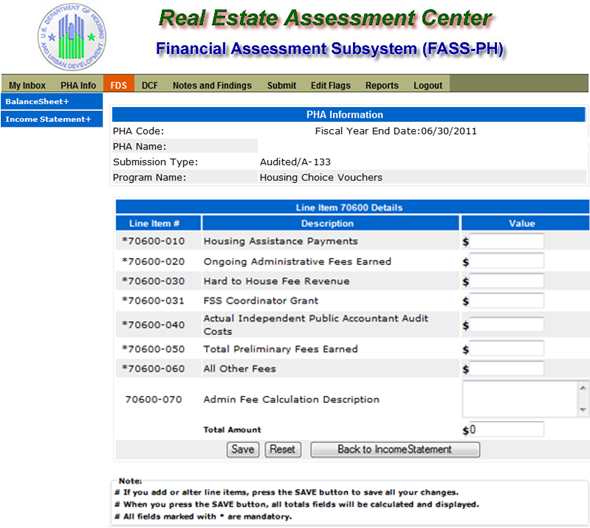 U.S. DEPARTMENT OF HOUSING AND URBAN DEVELOPMENT
Real Estate Assessment Center
Financial Assessment Subsystem (FASS-PH)
My Inbox PHA Info FDS DCF Notes and Findings Submit Edit Flags Reports Logout
BalanceSheet+
Income Statement+
PHA Information
PHA Code: Fiscal Year End Date:06/30/2011
PHA Name:
Submission Type: Audited/A-133
Program Name: Housing Choice Vouchers
Line Item 70600 Details
Line Item # Description Value
*70600-010 Housing Assistance Payments $
*70600-020 Ongoing Administrative Fees Earned $
*70600-030 Hard to House Fee Revenue $
*70600-031 FSS Coordinator Grant $
*70600-040 Actual Independent Public Accountant Audit
Costs $
*70600-050 Total Preliminary Fees Earned $
*70600-060 All Other Fees $
70600-070 Admin Fee Calculation Description
Total Amount $0
Save Reset Back to IncomeStatement
Note:
# If you add or alter line items, press the SAVE button to save all your changes.
# When you press the SAVE button, all totals fields will be calculated and displayed.
# All fields marked with * are mandatory.